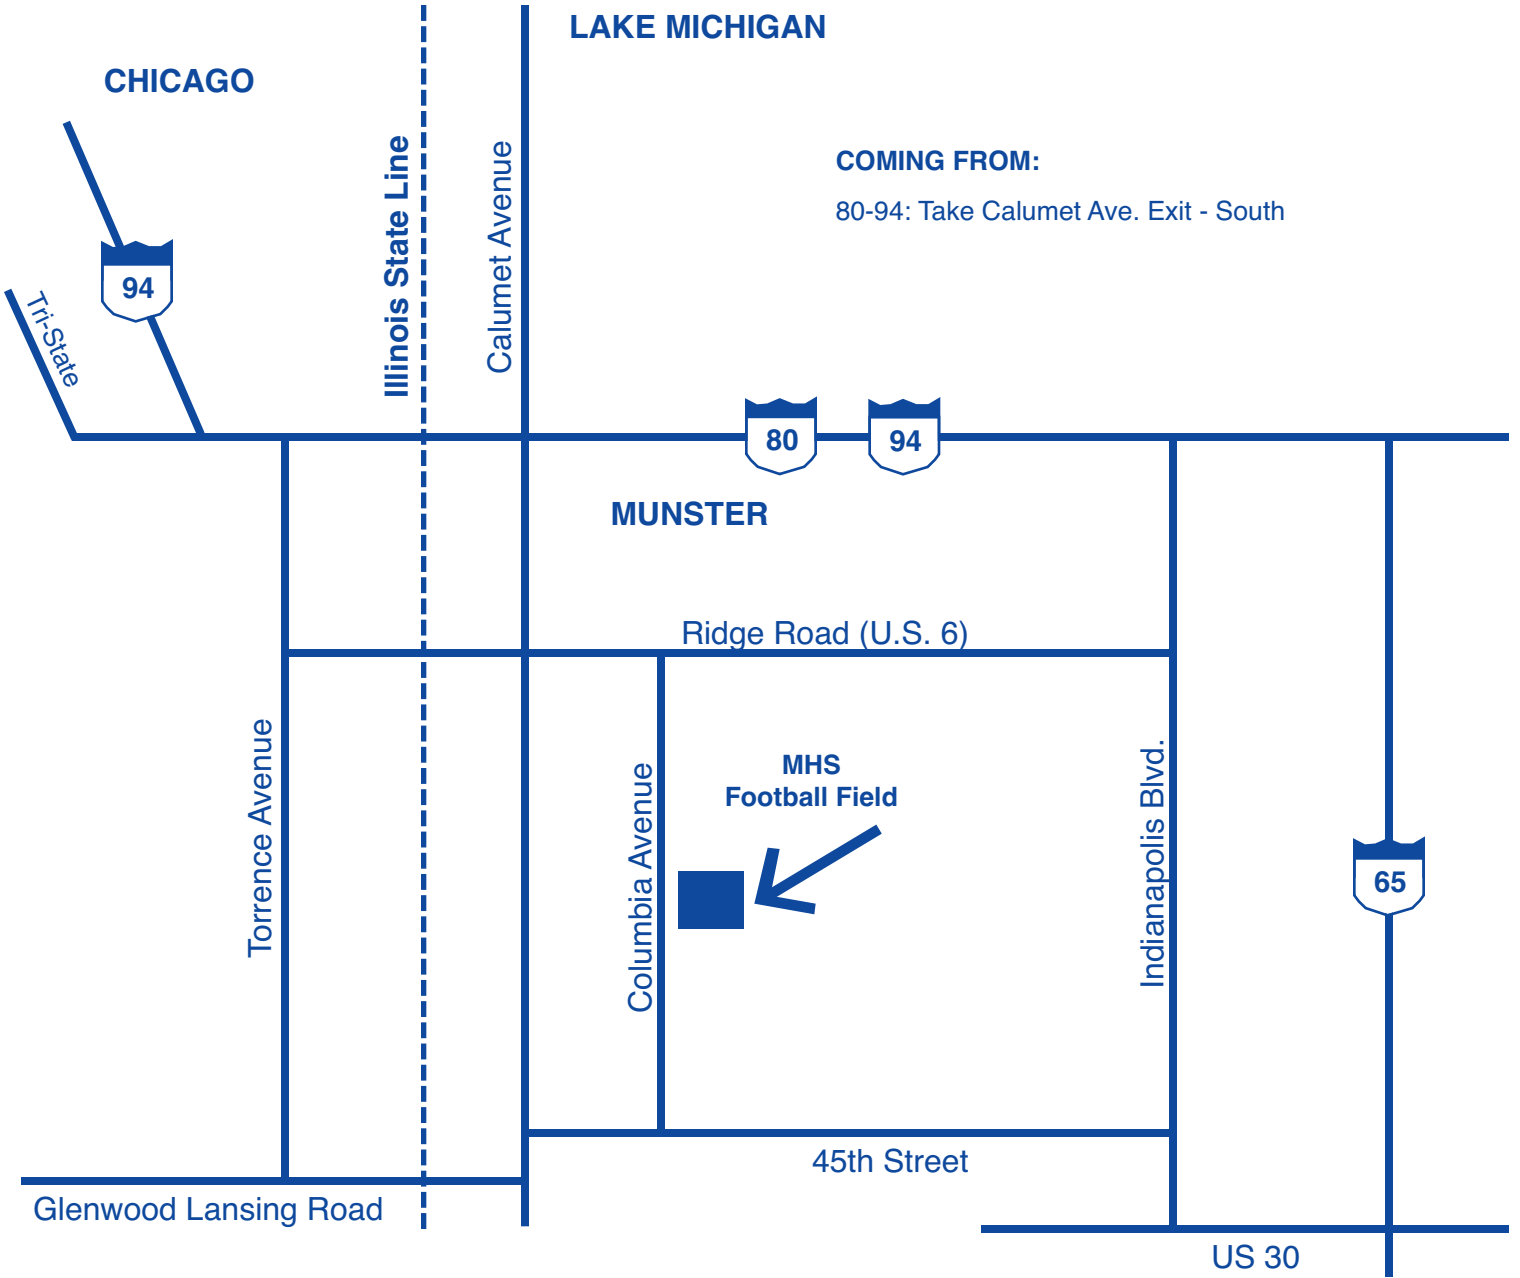 LAKE MICHIGAN
CHICAGO
Illinois State Line
Calumet Avenue
COMING FROM:
80-94: Take Calumet Ave. Exit - South
94
Tri-State
80
94
MUNSTER
Ridge Road (U.S. 6)
Torrence Avenue
Columbia Avenue
MHS
Football Field
Indianapolis Blvd.
65
45th Street
Glenwood Lansing Road
US 30